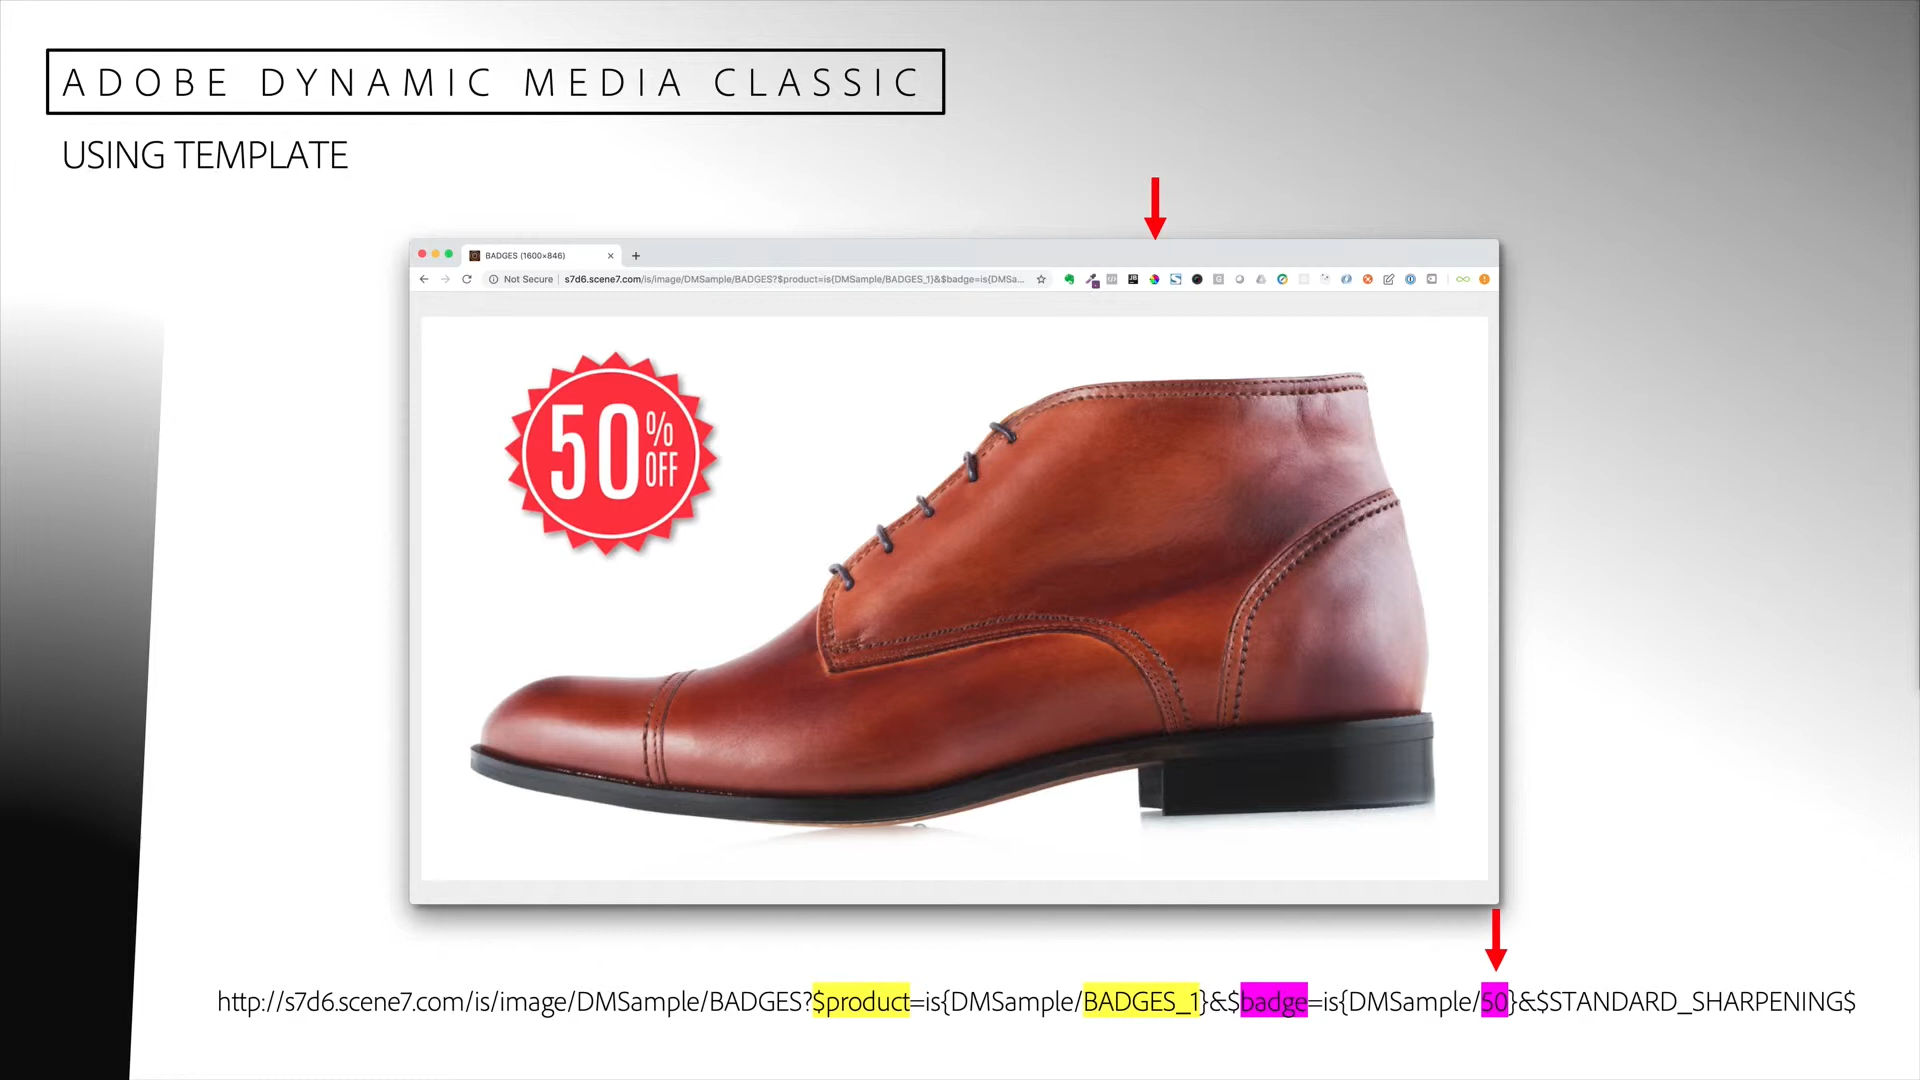 ADOBE DYNAMIC MEDIA CLASSIC
USING TEMPLATE
BADGES (1600×846)
Not Secure s7d6.scene7.com/is/image/DMSample/BADGES?$product=is{DMSample/BADGES_1}&$badge=is{DMSa...
50% OFF
http://s7d6.scene7.com/is/image/DMSample/BADGES?$product=is{DMSample/BADGES_1}&$badge=is{DMSample/50}&$STANDARD_SHARPENING$